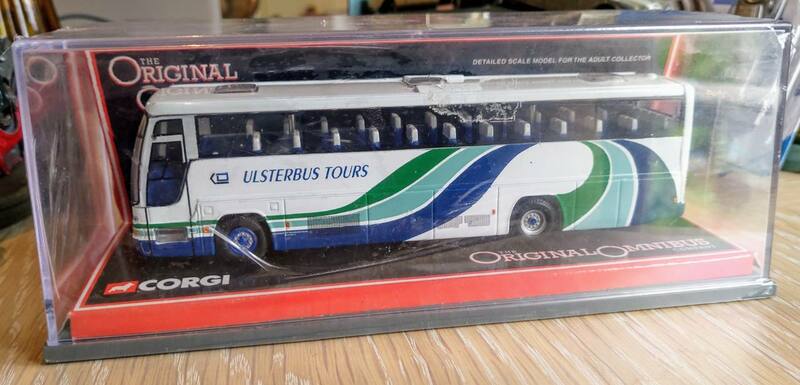 THE
ORIGINAL
DETAILED SCALE MODEL FOR THE ADULT COLLECTOR
ULSTERBUS TOURS
THE
ORIGINAL OMNIBUS
CORGI